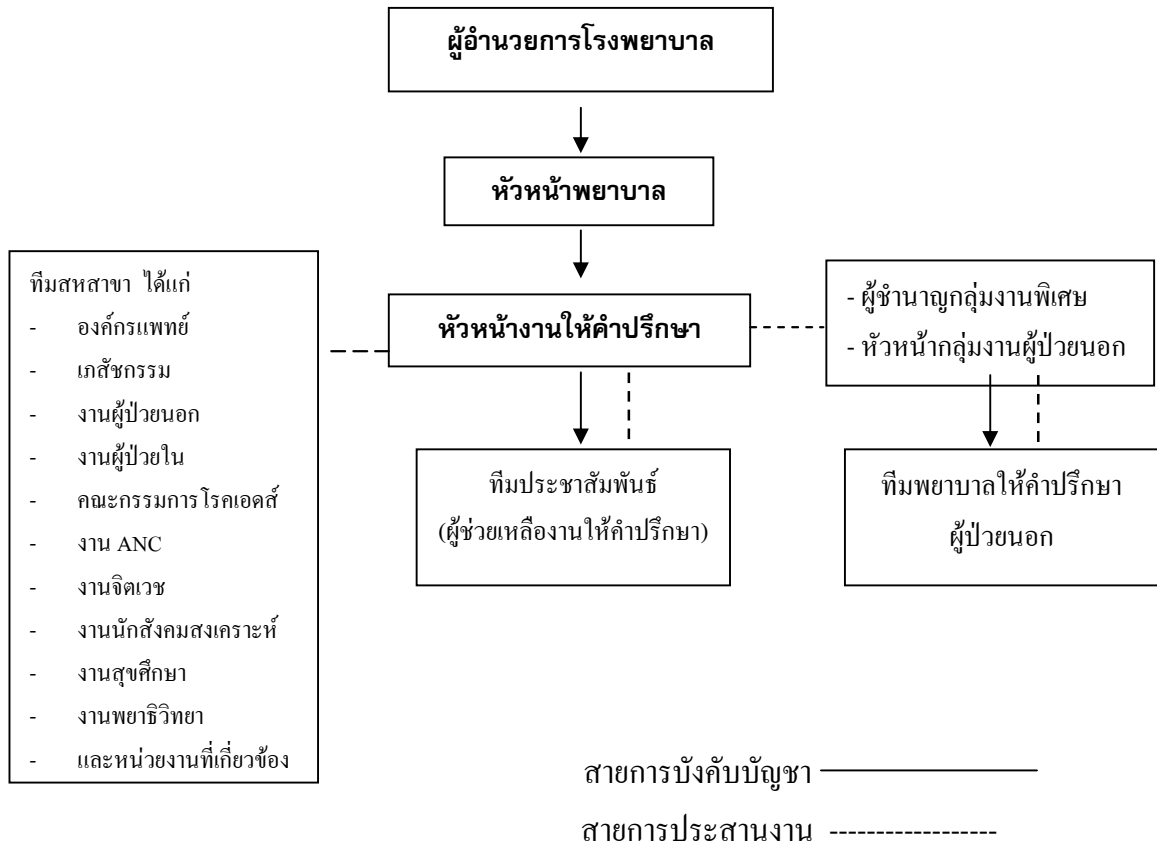 ผู้อำนวยการโรงพยาบาล
หัวหน้าพยาบาล
ทีมสหสาขา ได้แก่
- องค์กรแพทย์
- เภสัชกรรม
- งานผู้ป่วยนอก
- งานผู้ป่วยใน
- คณะกรรมการโรคเอดส์
- งาน ANC
- งานจิตเวช
- งานนักสังคมสงเคราะห์
- งานสุขศึกษา
- งานพยาธิวิทยา
- และหน่วยงานที่เกี่ยวข้อง
หัวหน้างานให้คำปรึกษา
- ผู้ชำนาญกลุ่มงานพิเศษ
- หัวหน้ากลุ่มงานผู้ป่วยนอก
ทีมประชาสัมพันธ์
(ผู้ช่วยเหลืองานให้คำปรึกษา)
ทีมพยาบาลให้คำปรึกษา
ผู้ป่วยนอก
สายการบังคับบัญชา
สายการประสานงาน ------------------